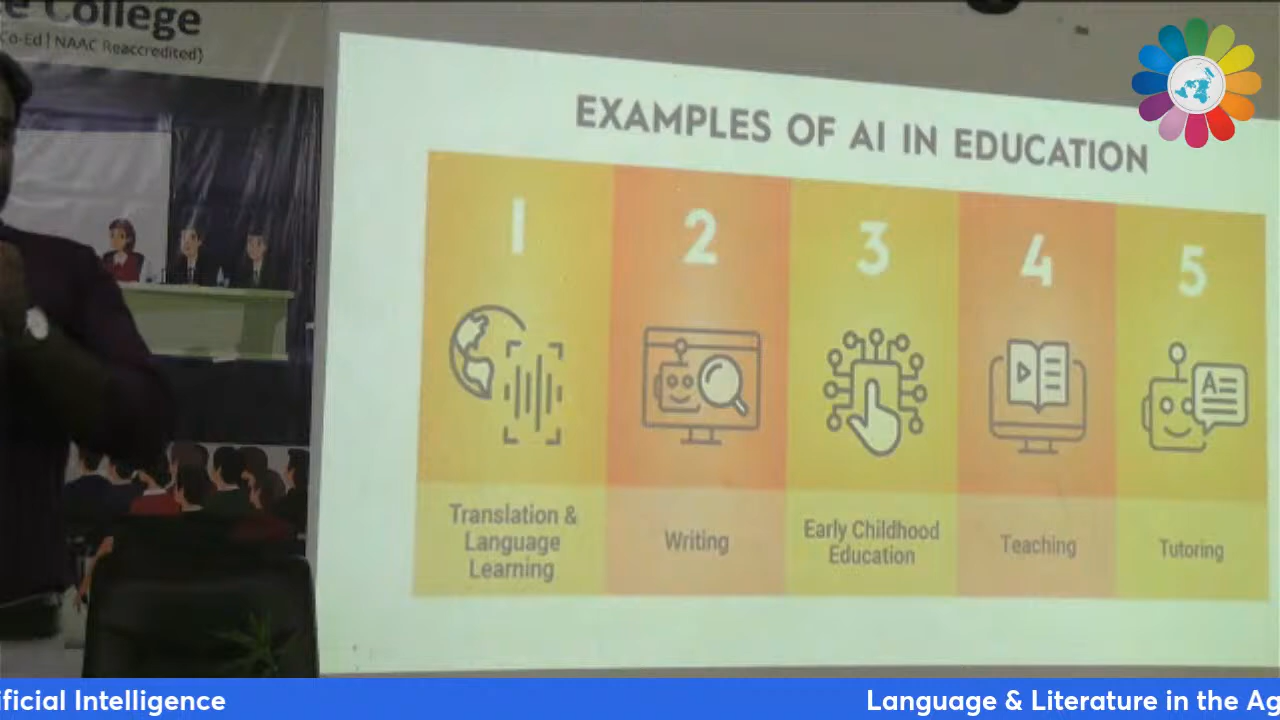 College
Co-Ed | NAAC Reaccredited)
EXAMPLES OF AI IN EDUCATION
1
2
3
4
5
A
Translation &
Language
Learning
Writing
Early Childhood
Education
Teaching
Tutoring
ificial Intelligence
Language & Literature in the Ag